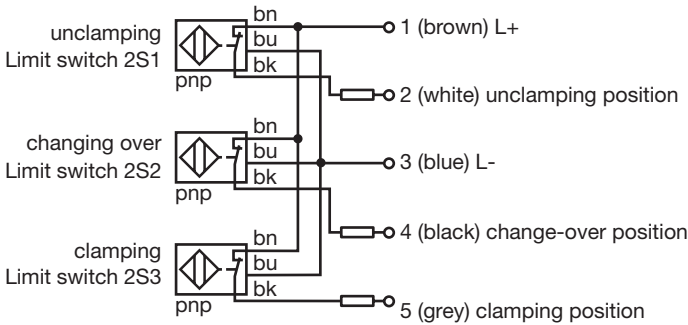 bn
unclamping
bu
Limit switch 2S1
bk
pnp
1 (brown) L+
2 (white) unclamping position
bn
changing over
bu
Limit switch 2S2
bk
pnp
3 (blue) L-
4 (black) change-over position
bn
clamping
bu
Limit switch 2S3
bk
pnp
5 (grey) clamping position